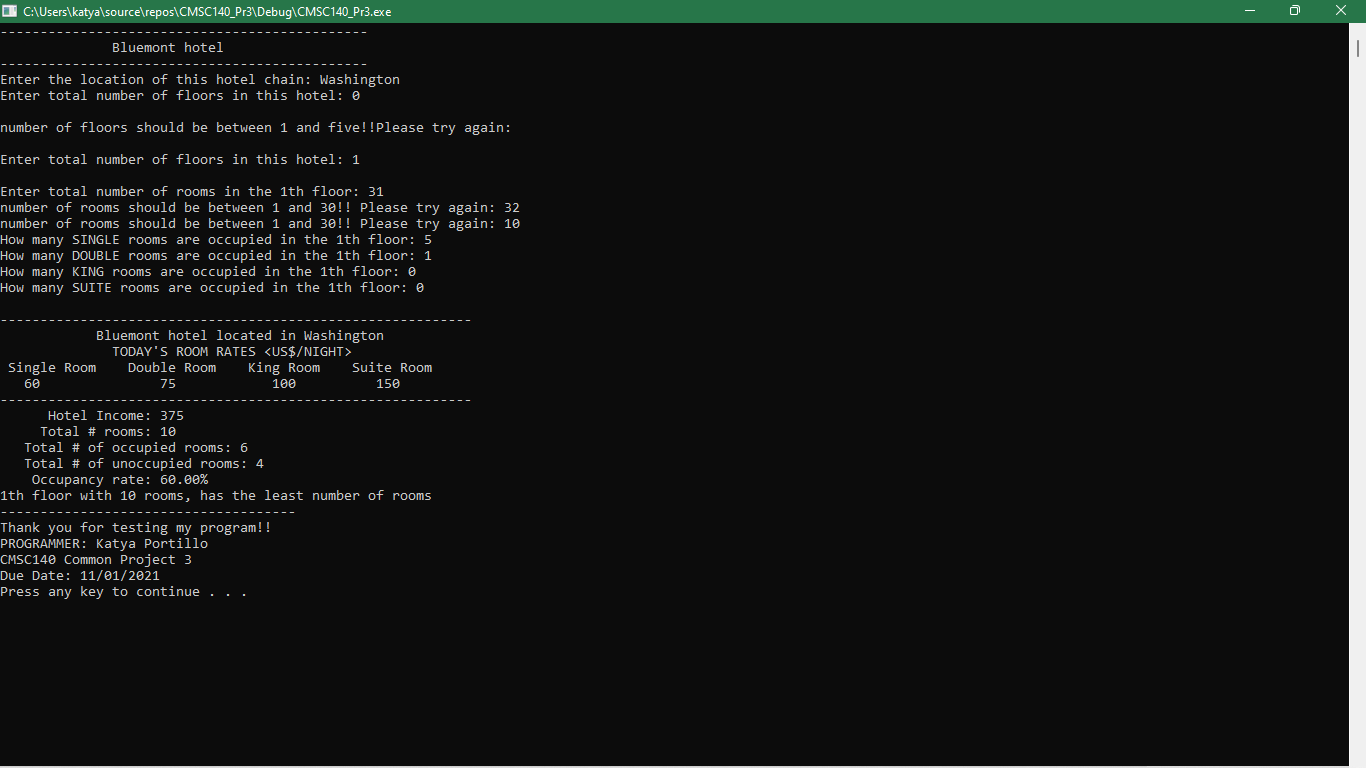 C:\Users\katya\source\repos\CMSC140_Pr3\Debug\CMSC140_Pr3.exe
----------------------------------------------
Bluemont hotel
----------------------------------------------
Enter the location of this hotel chain: Washington
Enter total number of floors in this hotel: 0
number of floors should be between 1 and five!!Please try again:
Enter total number of floors in this hotel: 1
Enter total number of rooms in the 1th floor: 31
number of rooms should be between 1 and 30!! Please try again: 32
number of rooms should be between 1 and 30!! Please try again: 10
How many SINGLE rooms are occupied in the 1th floor: 5
How many DOUBLE rooms are occupied in the 1th floor: 1
How many KING rooms are occupied in the 1th floor: 0
How many SUITE rooms are occupied in the 1th floor: 0
-----------------------------------------------------------
Bluemont hotel located in Washington
TODAY'S ROOM RATES <US$/NIGHT>
Single Room    Double Room    King Room    Suite Room
60    75    100    150
-----------------------------------------------------------
Hotel Income: 375
Total # rooms: 10
Total # of occupied rooms: 6
Total # of unoccupied rooms: 4
Occupancy rate: 60.00%
1th floor with 10 rooms, has the least number of rooms
-------------------------------------
Thank you for testing my program!!
PROGRAMMER: Katya Portillo
CMSC140 Common Project 3
Due Date: 11/01/2021
Press any key to continue . . .